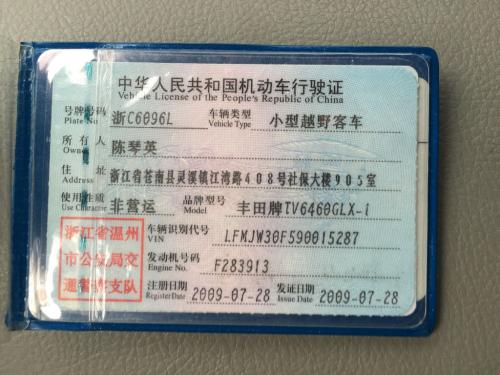 中华人民共和国机动车行驶证
Vehicle License of the People's Republic of China
号牌号码 浙C6096L 车辆类型 小型越野客车
Plate No. Vehicle Type
所有人 陈琴英
Owner
住址 浙江省苍南县灵溪镇江湾路408号社保大楼905室
Address
使用性质 非营运 品牌型号 丰田牌TV6460GLX-i
Use Character Model
浙江省温州
市公安局交
通警察支队
车辆识别代号 LFMJW30F590015287
VIN
发动机号码 F283913
Engine No.
注册日期 2009-07-28 发证日期 2009-07-28
Register Date Issue Date